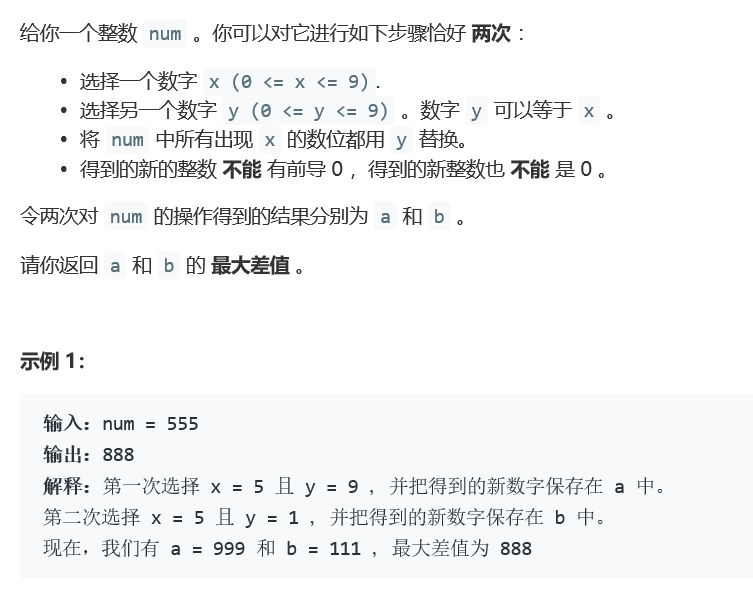 给你一个整数 num 。你可以对它进行如下步骤恰好 两次 :
• 选择一个数字 x (0 <= x <= 9).
• 选择另一个数字 y (0 <= y <= 9) 。数字 y 可以等于 x 。
• 将 num 中所有出现 x 的数位都用 y 替换。
• 得到的新的整数 不能 有前导 0 ，得到的新整数也 不能 是 0 。
令两次对 num 的操作得到的结果分别为 a 和 b 。
请你返回 a 和 b 的 最大差值 。
示例 1：
输入：num = 555
输出：888
解释：第一次选择 x = 5 且 y = 9 ，并把得到的新数字保存在 a 中。
第二次选择 x = 5 且 y = 1 ，并把得到的新数字保存在 b 中。
现在，我们有 a = 999 和 b = 111 ，最大差值为 888